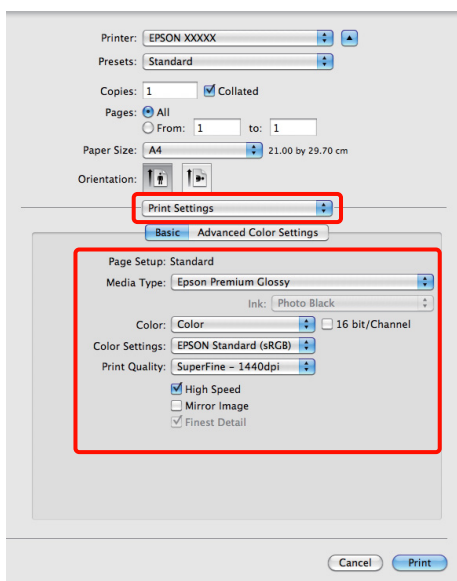 Printer: EPSON XXXXX
Presets: Standard
Copies: 1 Collated
Pages: All
From: 1 to: 1
Paper Size: A4 21.00 by 29.70 cm
Orientation:
Print Settings
Basic Advanced Color Settings
Page Setup: Standard
Media Type: Epson Premium Glossy
Ink: Photo Black
Color: Color 16 bit/Channel
Color Settings: EPSON Standard (sRGB)
Print Quality: SuperFine - 1440dpi
High Speed
Mirror Image
Finest Detail
Cancel Print